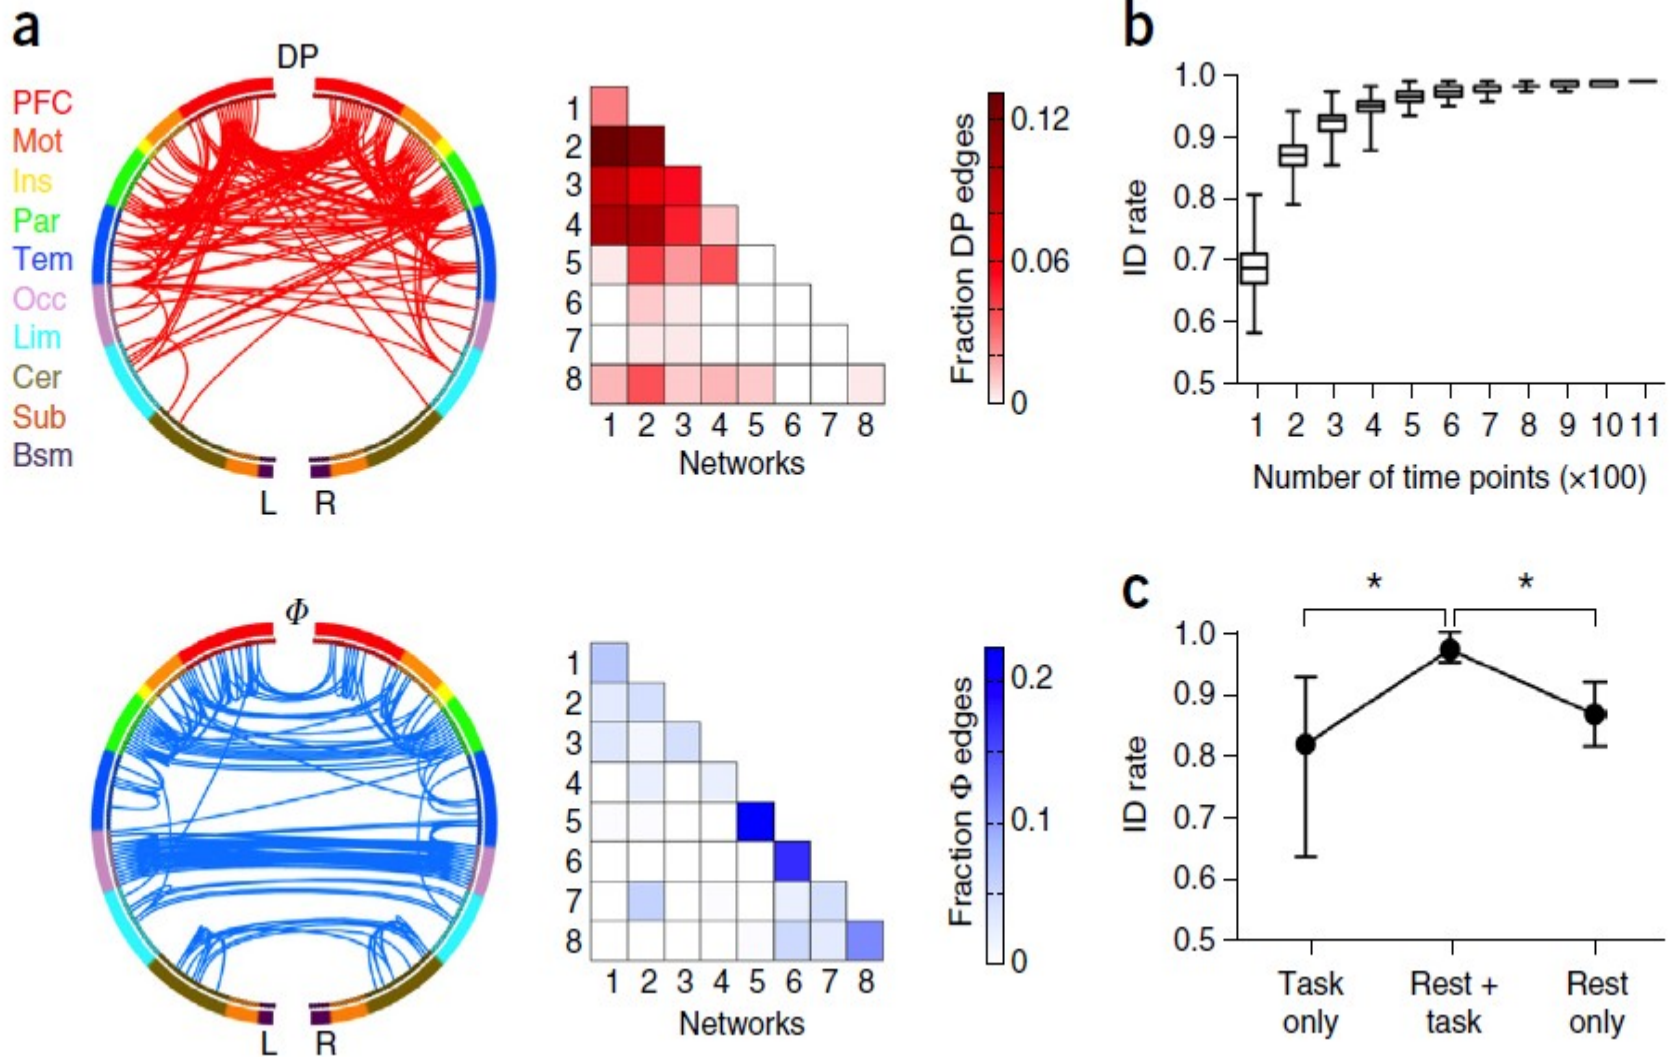 a
DP
PFC
Mot
Ins
Par
Tem
Occ
Lim
Cer
Sub
Bsm
L R
1
2
3
4
5
6
7
8
1 2 3 4 5 6 7 8
Networks
Fraction DP edges
0.12
0.06
0
b
ID rate
1.0
0.9
0.8
0.7
0.6
0.5
1 2 3 4 5 6 7 8 9 10 11
Number of time points (×100)
Φ
L R
1
2
3
4
5
6
7
8
1 2 3 4 5 6 7 8
Networks
Fraction Φ edges
0.2
0.1
0
c
* *
ID rate
1.0
0.9
0.8
0.7
0.6
0.5
Task only
Rest + task
Rest only